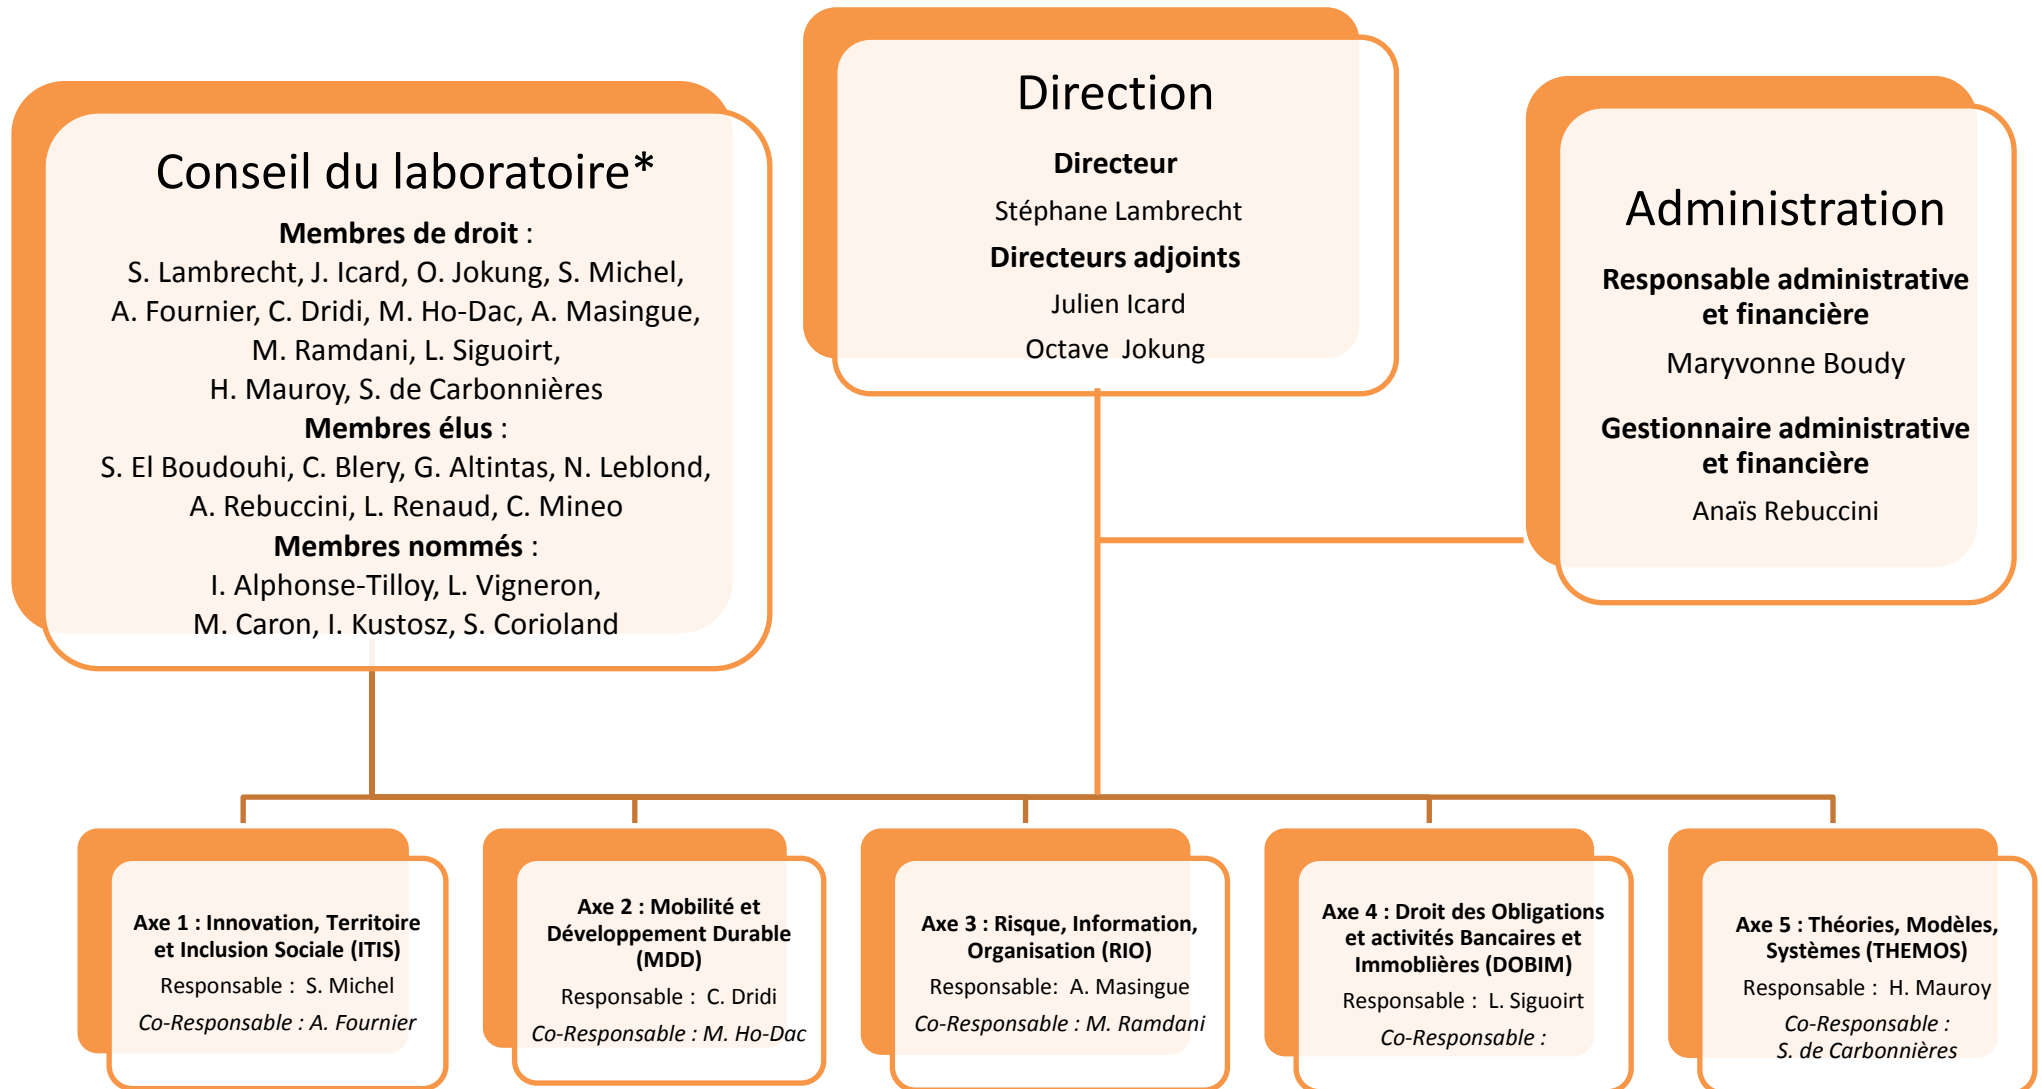 Conseil du laboratoire*
Membres de droit :
S. Lambrecht, J. Icard, O. Jokung, S. Michel,
A. Fournier, C. Dridi, M. Ho-Dac, A. Masingue,
M. Ramdani, L. Siguoirt,
H. Mauroy, S. de Carbonnières
Membres élus :
S. El Boudouhi, C. Blery, G. Altintas, N. Leblond,
A. Rebuccini, L. Renaud, C. Mineo
Membres nommés :
I. Alphonse-Tilloy, L. Vigneron,
M. Caron, I. Kustosz, S. Corioland
Direction
Directeur
Stéphane Lambrecht
Directeurs adjoints
Julien Icard
Octave Jokung
Administration
Responsable administrative
et financière
Maryvonne Boudy
Gestionnaire administrative
et financière
Anaïs Rebuccini
Axe 1 : Innovation, Territoire
et Inclusion Sociale (ITIS)
Responsable : S. Michel
Co-Responsable : A. Fournier
Axe 2 : Mobilité et
Développement Durable
(MDD)
Responsable : C. Dridi
Co-Responsable : M. Ho-Dac
Axe 3 : Risque, Information,
Organisation (RIO)
Responsable: A. Masingue
Co-Responsable : M. Ramdani
Axe 4 : Droit des Obligations
et activités Bancaires et
Immoblières (DOBIM)
Responsable : L. Siguoirt
Co-Responsable :
Axe 5 : Théories, Modèles,
Systèmes (THEMOS)
Responsable : H. Mauroy
Co-Responsable :
S. de Carbonnières